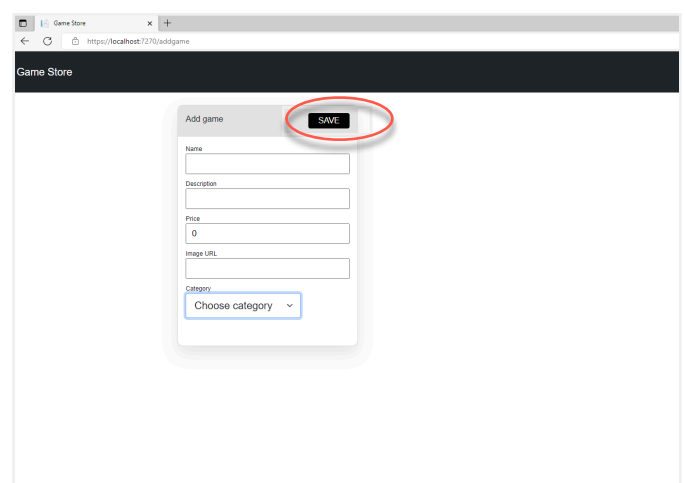 Game Store
https://localhost:7270/addgame
Game Store
Add game
SAVE
Name
Description
Price
0
Image URL
Category
Choose category